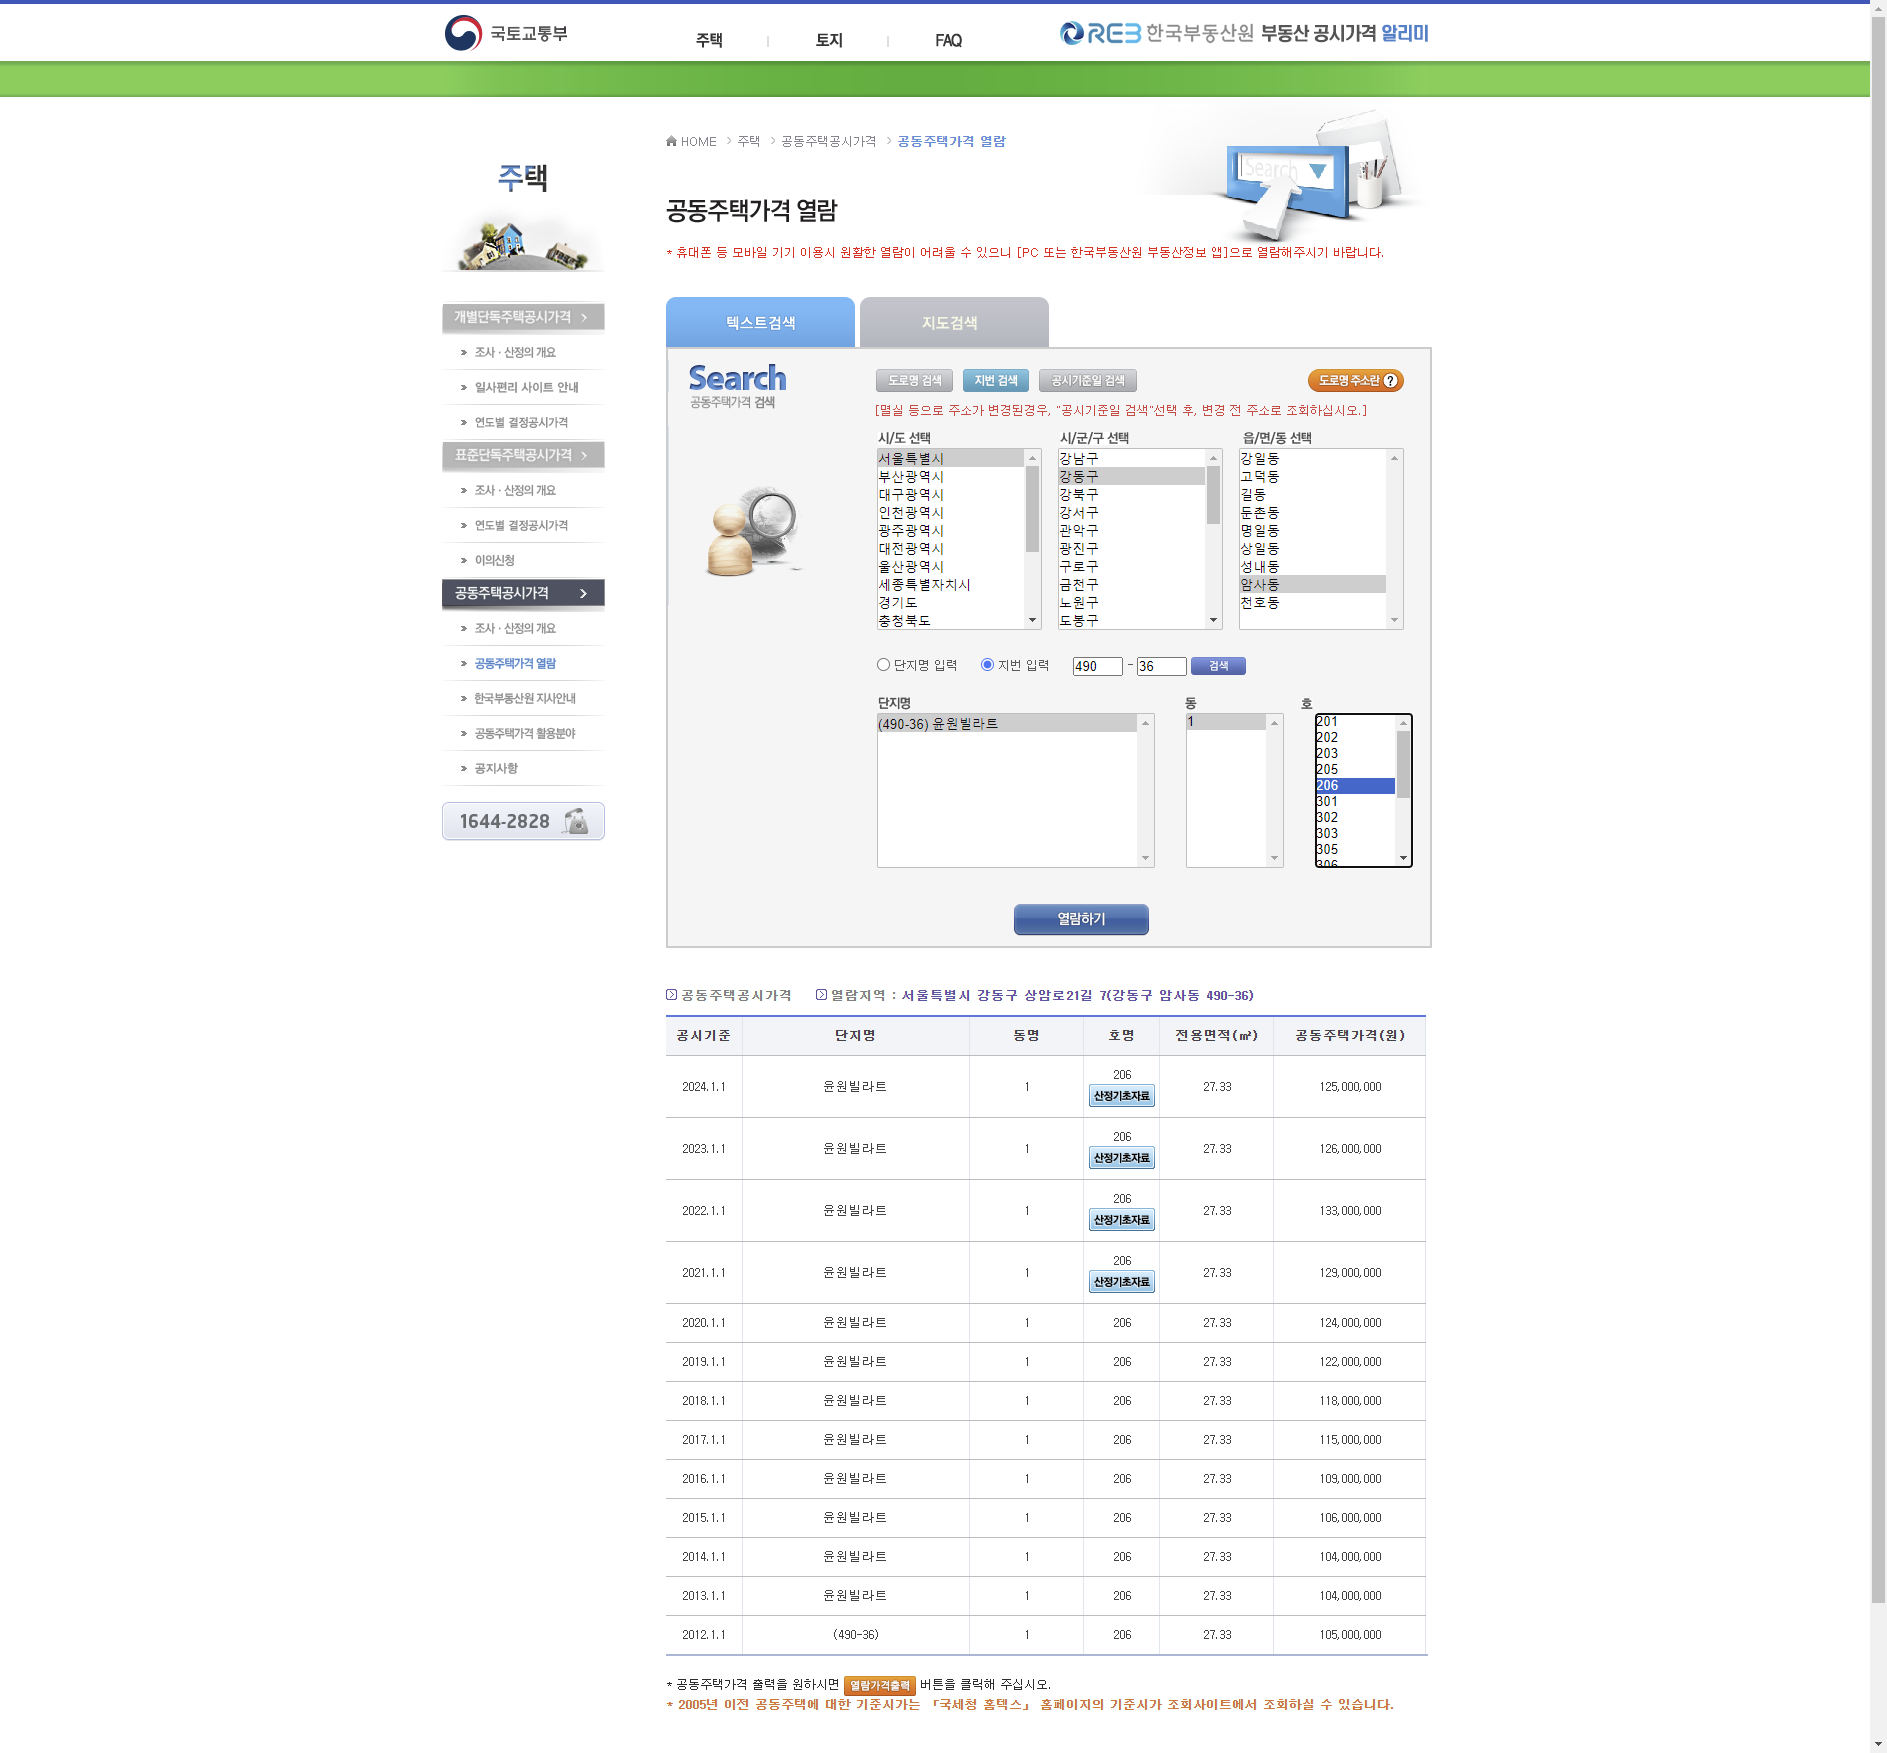 국토교통부
주택
토지
FAQ
REB 한국부동산원 부동산 공시가격 알리미
HOME > 주택 > 공동주택공시가격 > 공동주택가격 열람
주택
공동주택가격 열람
* 휴대폰 등 모바일 기기 이용시 원활한 열람이 어려울 수 있으니 [PC 또는 한국부동산원 부동산정보 앱]으로 열람해주시기 바랍니다.
개별단독주택공시가격
조사 · 산정의 개요
일사편리 사이트 안내
연도별 결정공시가격
표준단독주택공시가격
조사 · 산정의 개요
연도별 결정공시가격
이의신청
공동주택공시가격
조사 · 산정의 개요
공동주택가격 열람
한국부동산원 지사안내
공동주택가격 활용분야
공지사항
1644-2828
텍스트검색
지도검색
Search
공동주택가격 검색
도로명 검색
지번 검색
공시기준일 검색
도로명 주소란 ?
[멸실 등으로 주소가 변경된경우, "공시기준일 검색"선택 후, 변경 전 주소로 조회하십시오.]
시/도 선택
서울특별시
부산광역시
대구광역시
인천광역시
광주광역시
대전광역시
울산광역시
세종특별자치시
경기도
충청북도
시/군/구 선택
강남구
강동구
강북구
강서구
관악구
광진구
구로구
금천구
노원구
도봉구
읍/면/동 선택
강일동
고덕동
길동
둔촌동
명일동
상일동
성내동
암사동
천호동
단지명 입력
지번 입력
490 - 36
검색
단지명
(490-36) 윤원빌라트
동
1
호
201
202
203
205
206
301
302
303
305
306
열람하기
공동주택공시가격
열람지역 : 서울특별시 강동구 상암로21길 7(강동구 암사동 490-36)
공시기준 단지명 동명 호명 전용면적(㎡) 공동주택가격(원)
2024.1.1 윤원빌라트 1 206 산정기초자료 27.33 125,000,000
2023.1.1 윤원빌라트 1 206 산정기초자료 27.33 126,000,000
2022.1.1 윤원빌라트 1 206 산정기초자료 27.33 133,000,000
2021.1.1 윤원빌라트 1 206 산정기초자료 27.33 129,000,000
2020.1.1 윤원빌라트 1 206 27.33 124,000,000
2019.1.1 윤원빌라트 1 206 27.33 122,000,000
2018.1.1 윤원빌라트 1 206 27.33 118,000,000
2017.1.1 윤원빌라트 1 206 27.33 115,000,000
2016.1.1 윤원빌라트 1 206 27.33 109,000,000
2015.1.1 윤원빌라트 1 206 27.33 106,000,000
2014.1.1 윤원빌라트 1 206 27.33 104,000,000
2013.1.1 윤원빌라트 1 206 27.33 104,000,000
2012.1.1 (490-36) 1 206 27.33 105,000,000
* 공동주택가격 출력을 원하시면 열람가격출력 버튼을 클릭해 주십시오.
* 2005년 이전 공동주택에 대한 기준시가는 「국세청 홈텍스」 홈페이지의 기준시가 조회사이트에서 조회하실 수 있습니다.